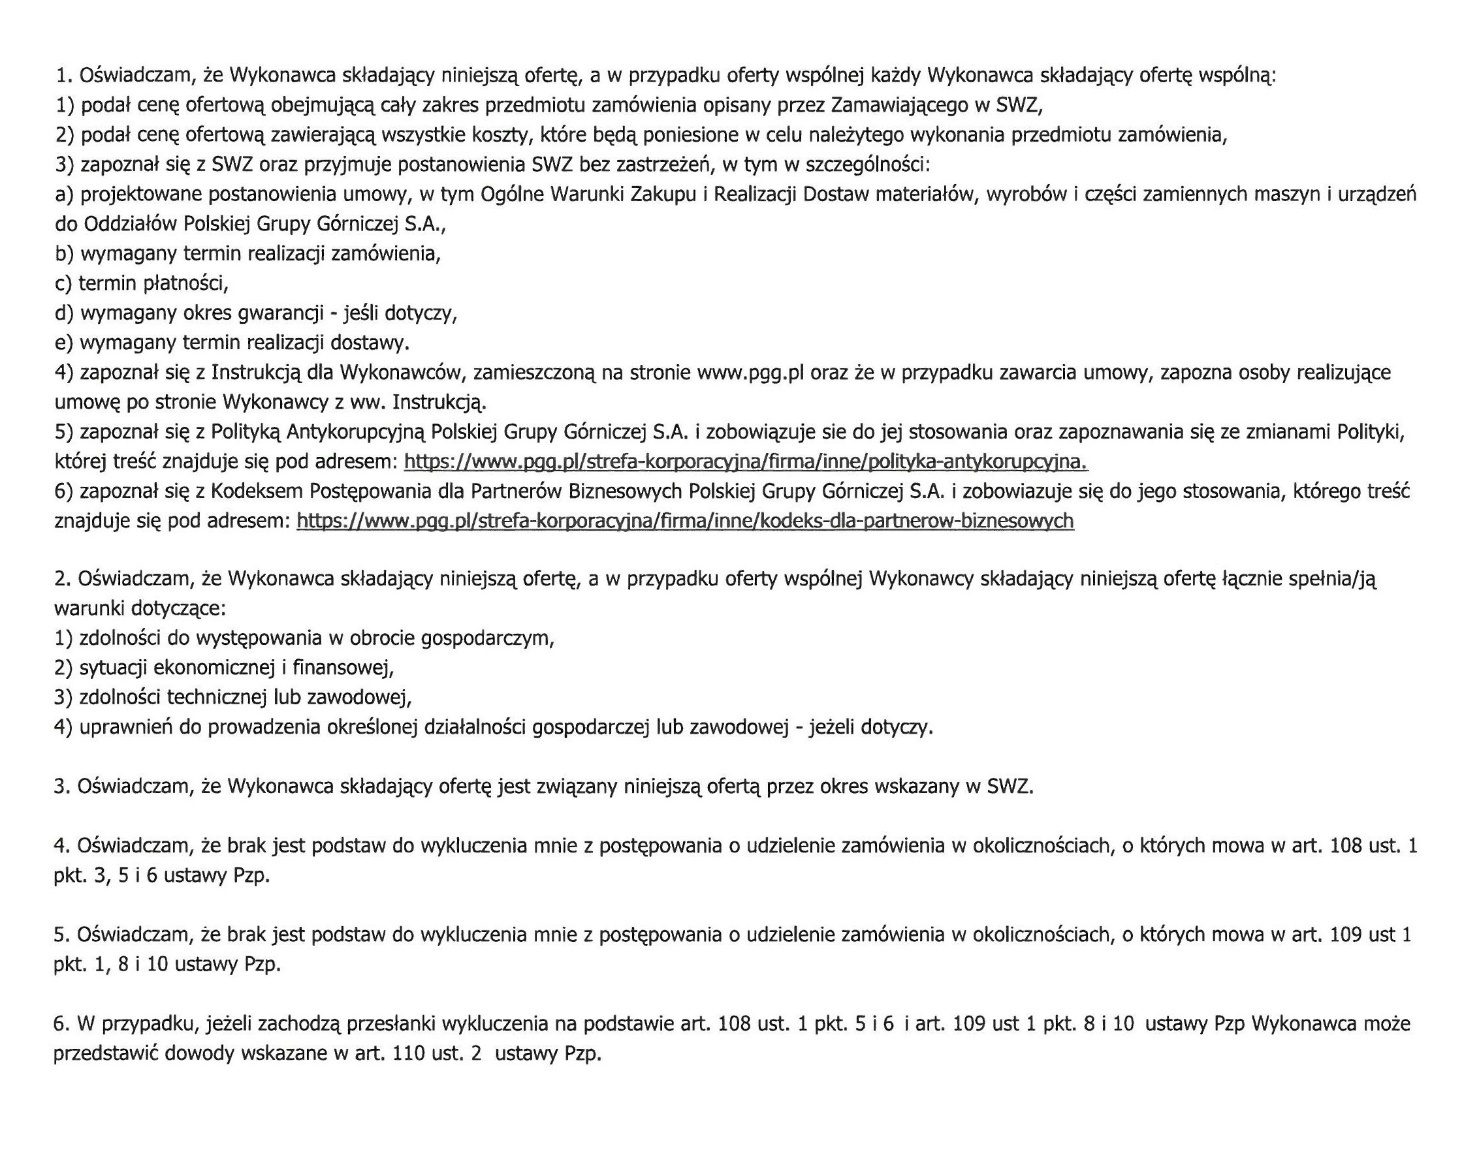 1. Oświadczam, że Wykonawca składający niniejszą ofertę, a w przypadku oferty wspólnej każdy Wykonawca składający ofertę wspólną:
1) podał cenę ofertową obejmującą cały zakres przedmiotu zamówienia opisany przez Zamawiającego w SWZ,
2) podał cenę ofertową zawierającą wszystkie koszty, które będą poniesione w celu należytego wykonania przedmiotu zamówienia,
3) zapoznał się z SWZ oraz przyjmuje postanowienia SWZ bez zastrzeżeń, w tym w szczególności:
a) projektowane postanowienia umowy, w tym Ogólne Warunki Zakupu i Realizacji Dostaw materiałów, wyrobów i części zamiennych maszyn i urządzeń
do Oddziałów Polskiej Grupy Górniczej S.A.,
b) wymagany termin realizacji zamówienia,
c) termin płatności,
d) wymagany okres gwarancji - jeśli dotyczy,
e) wymagany termin realizacji dostawy.
4) zapoznał się z Instrukcją dla Wykonawców, zamieszczoną na stronie www.pgg.pl oraz że w przypadku zawarcia umowy, zapozna osoby realizujące
umowę po stronie Wykonawcy z ww. Instrukcją.
5) zapoznał się z Polityką Antykorupcyjną Polskiej Grupy Górniczej S.A. i zobowiązuje sie do jej stosowania oraz zapoznawania się ze zmianami Polityki,
której treść znajduje się pod adresem: https://www.pgg.pl/strefa-korporacyjna/firma/inne/polityka-antykorupcyjna.
6) zapoznał się z Kodeksem Postępowania dla Partnerów Biznesowych Polskiej Grupy Górniczej S.A. i zobowiazuje się do jego stosowania, którego treść
znajduje się pod adresem: https://www.pgg.pl/strefa-korporacyjna/firma/inne/kodeks-dla-partnerow-biznesowych
2. Oświadczam, że Wykonawca składający niniejszą ofertę, a w przypadku oferty wspólnej Wykonawcy składający niniejszą ofertę łącznie spełnia/ją
warunki dotyczące:
1) zdolności do występowania w obrocie gospodarczym,
2) sytuacji ekonomicznej i finansowej,
3) zdolności technicznej lub zawodowej,
4) uprawnień do prowadzenia określonej działalności gospodarczej lub zawodowej - jeżeli dotyczy.
3. Oświadczam, że Wykonawca składający ofertę jest związany niniejszą ofertą przez okres wskazany w SWZ.
4. Oświadczam, że brak jest podstaw do wykluczenia mnie z postępowania o udzielenie zamówienia w okolicznościach, o których mowa w art. 108 ust. 1
pkt. 3, 5 i 6 ustawy Pzp.
5. Oświadczam, że brak jest podstaw do wykluczenia mnie z postępowania o udzielenie zamówienia w okolicznościach, o których mowa w art. 109 ust 1
pkt. 1, 8 i 10 ustawy Pzp.
6. W przypadku, jeżeli zachodzą przesłanki wykluczenia na podstawie art. 108 ust. 1 pkt. 5 i 6 i art. 109 ust 1 pkt. 8 i 10 ustawy Pzp Wykonawca może
przedstawić dowody wskazane w art. 110 ust. 2 ustawy Pzp.